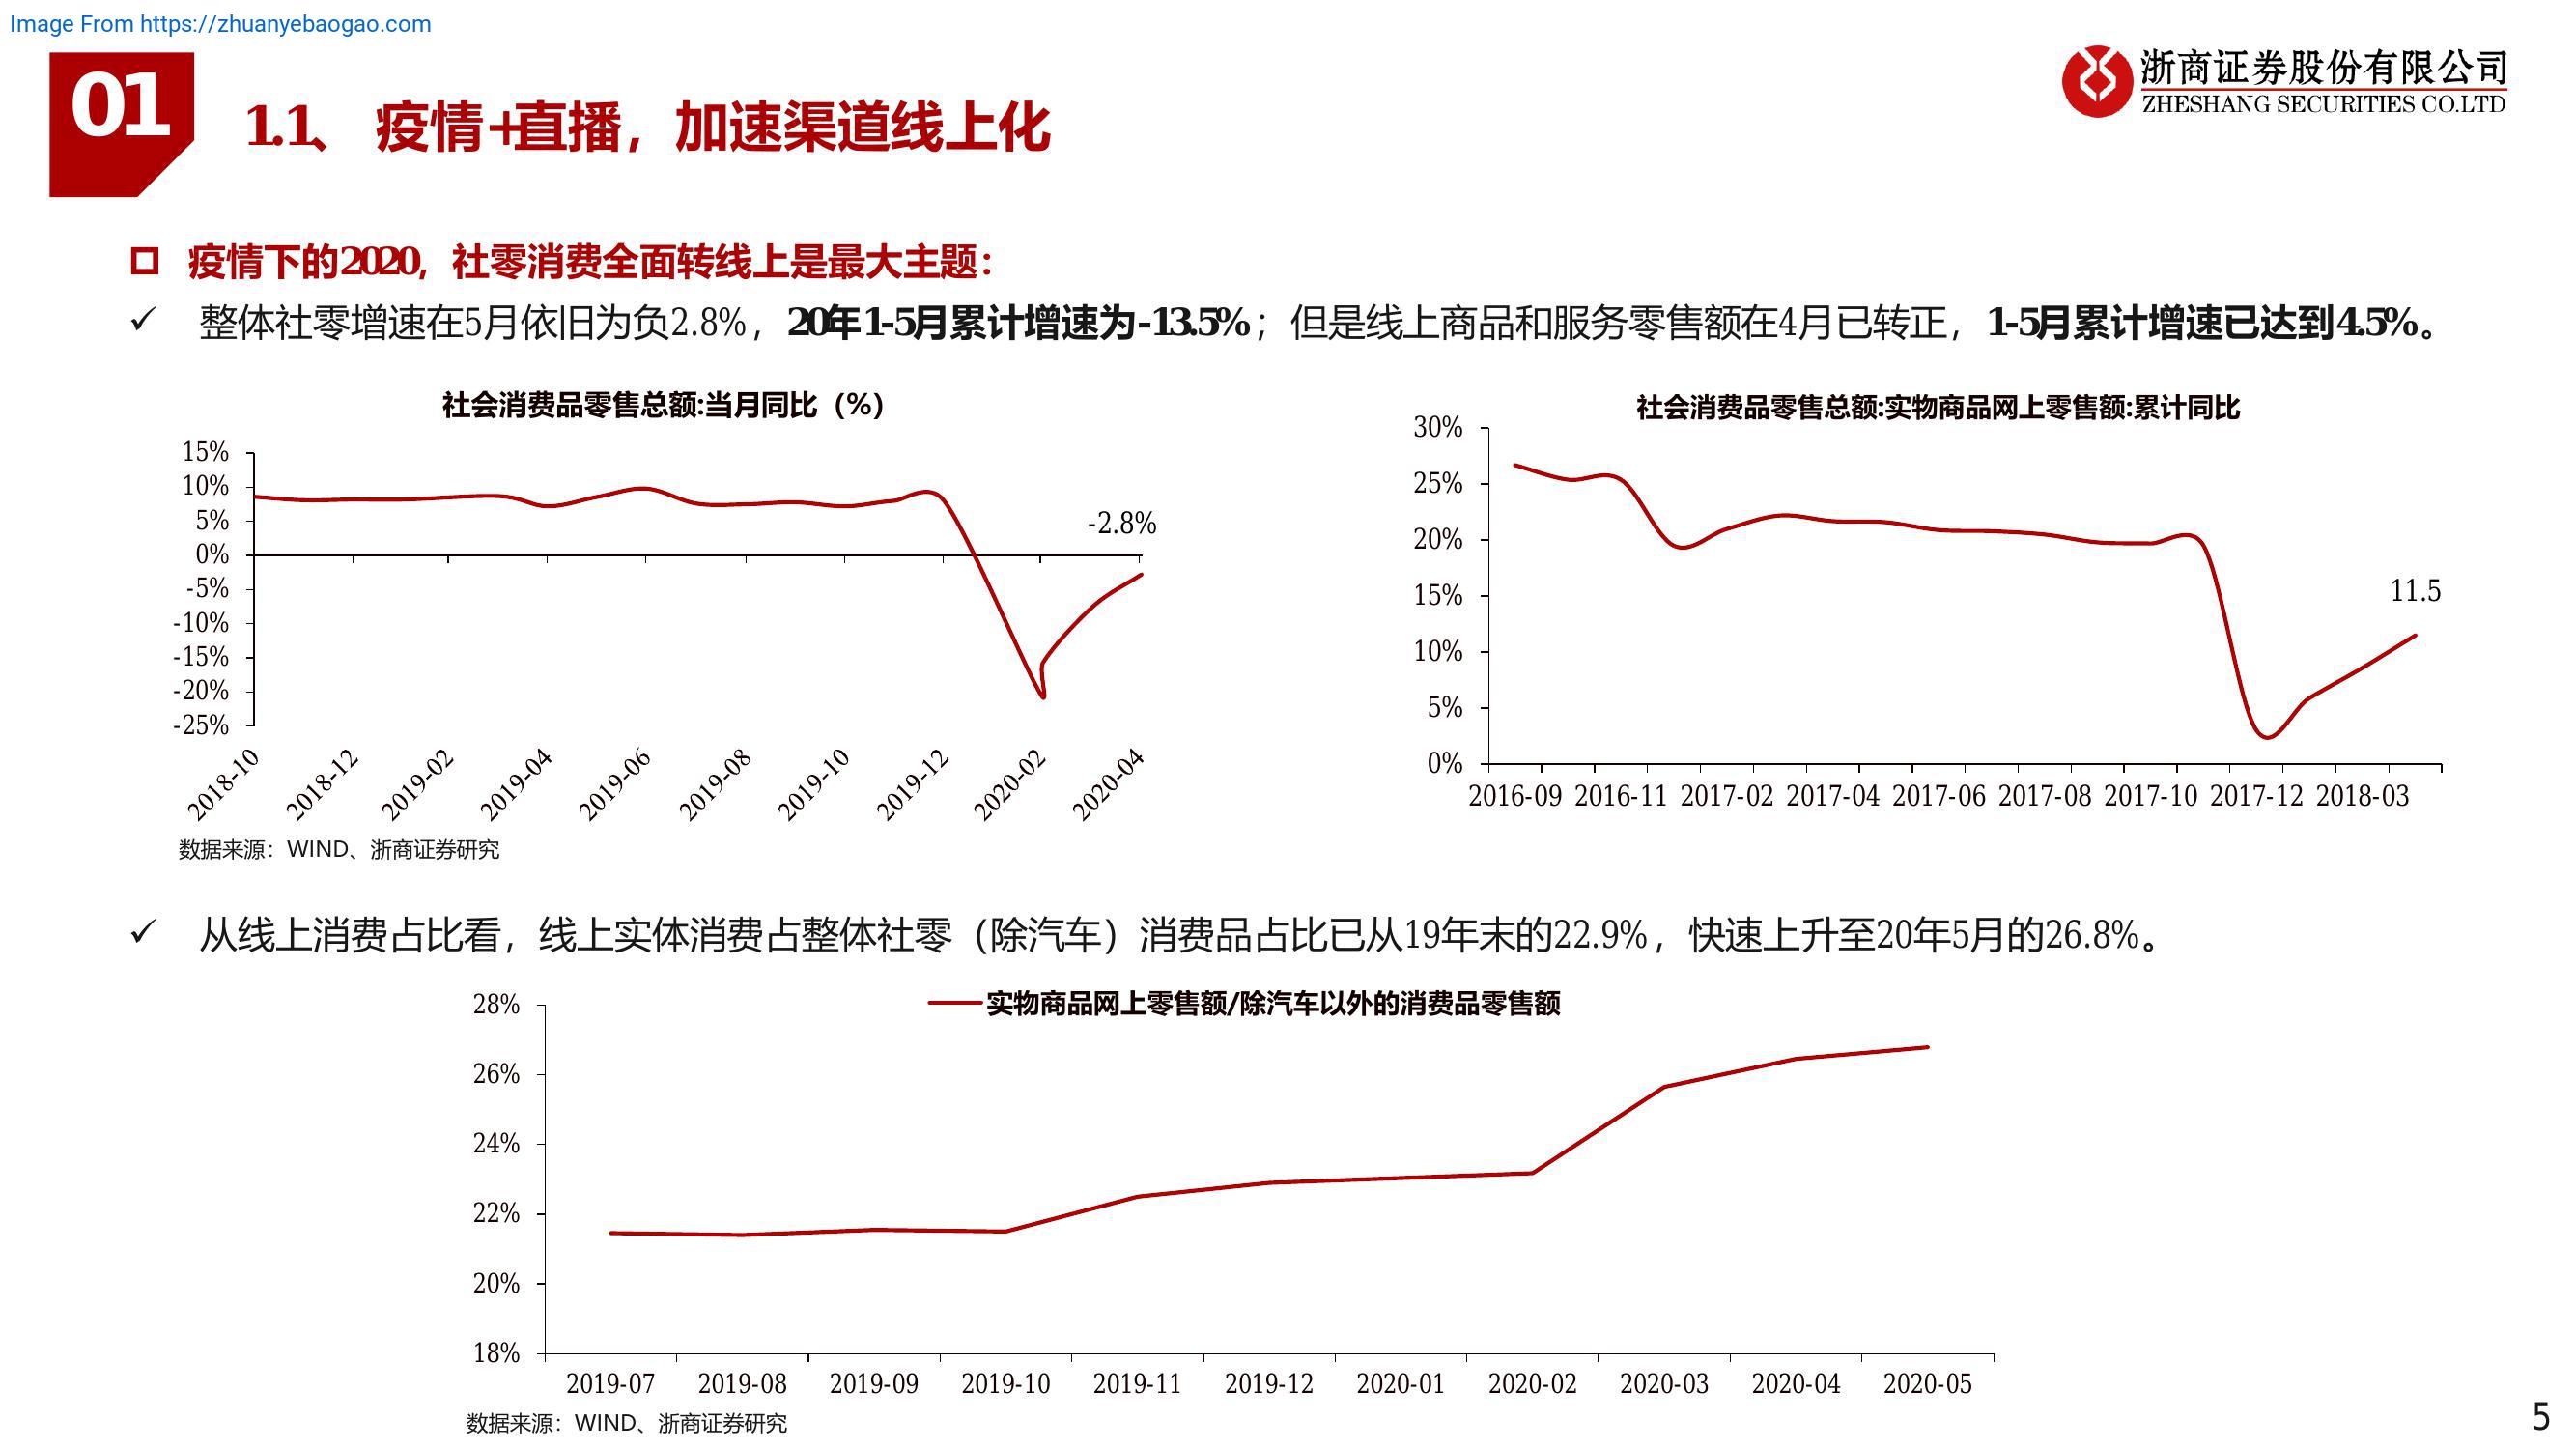 Image From https://zhuanyebaogao.com
01
1.1、 疫情+直播，加速渠道线上化
浙商证券股份有限公司
ZHESHANG SECURITIES CO.LTD
疫情下的2020，社零消费全面转线上是最大主题：
✓ 整体社零增速在5月依旧为负2.8%，20年1-5月累计增速为-13.5%；但是线上商品和服务零售额在4月已转正，1-5月累计增速已达到4.5%。
社会消费品零售总额:当月同比（%）
15%
10%
5%
0%
-5%
-10%
-15%
-20%
-25%
-2.8%
2018-10 2018-12 2019-02 2019-04 2019-06 2019-08 2019-10 2019-12 2020-02 2020-04
数据来源：WIND、浙商证券研究
社会消费品零售总额:实物商品网上零售额:累计同比
30%
25%
20%
15%
10%
5%
0%
11.5
2016-09 2016-11 2017-02 2017-04 2017-06 2017-08 2017-10 2017-12 2018-03
✓ 从线上消费占比看，线上实体消费占整体社零（除汽车）消费品占比已从19年末的22.9%，快速上升至20年5月的26.8%。
实物商品网上零售额/除汽车以外的消费品零售额
28%
26%
24%
22%
20%
18%
2019-07 2019-08 2019-09 2019-10 2019-11 2019-12 2020-01 2020-02 2020-03 2020-04 2020-05
数据来源：WIND、浙商证券研究
5